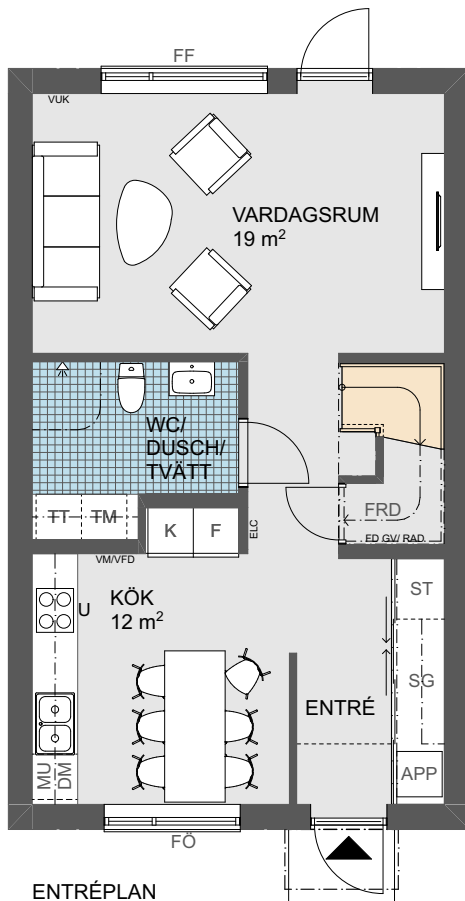 FF
VUK
VARDAGSRUM
19 m²
WC/
DUSCH/
TVÄTT
TT
TM
K
F
ELC
FRD
FD GV/ RAD
VM/VFD
U
KÖK
12 m²
ST
SG
ENTRÉ
MU
DM
APP
FÖ
ENTRÉPLAN